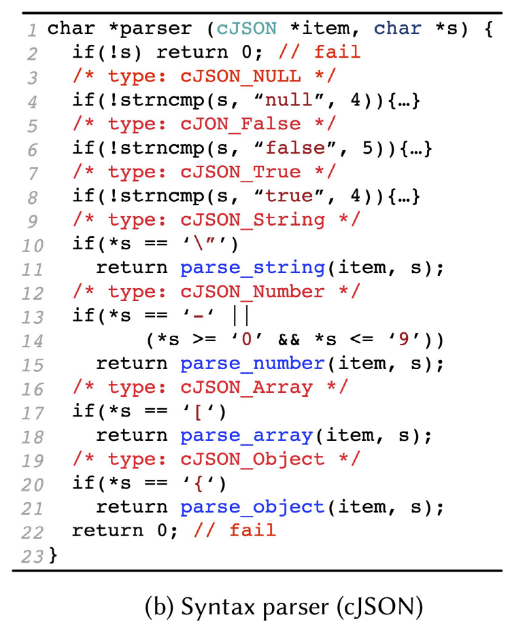 1 char *parser (cJSON *item, char *s) {
2 if(!s) return 0; // fail
3 /* type: cJSON_NULL */
4 if(!strncmp(s, “null”, 4)){…}
5 /* type: cJON_False */
6 if(!strncmp(s, “false”, 5)){…}
7 /* type: cJSON_True */
8 if(!strncmp(s, “true”, 4)){…}
9 /* type: cJSON_String */
10 if(*s == ‘\”’)
11 return parse_string(item, s);
12 /* type: cJSON_Number */
13 if(*s == ‘-‘ ||
14 (*s >= ‘0’ && *s <= ‘9’))
15 return parse_number(item, s);
16 /* type: cJSON_Array */
17 if(*s == ‘[‘)
18 return parse_array(item, s);
19 /* type: cJSON_Object */
20 if(*s == ‘{‘)
21 return parse_object(item, s);
22 return 0; // fail
23 }
(b) Syntax parser (cJSON)